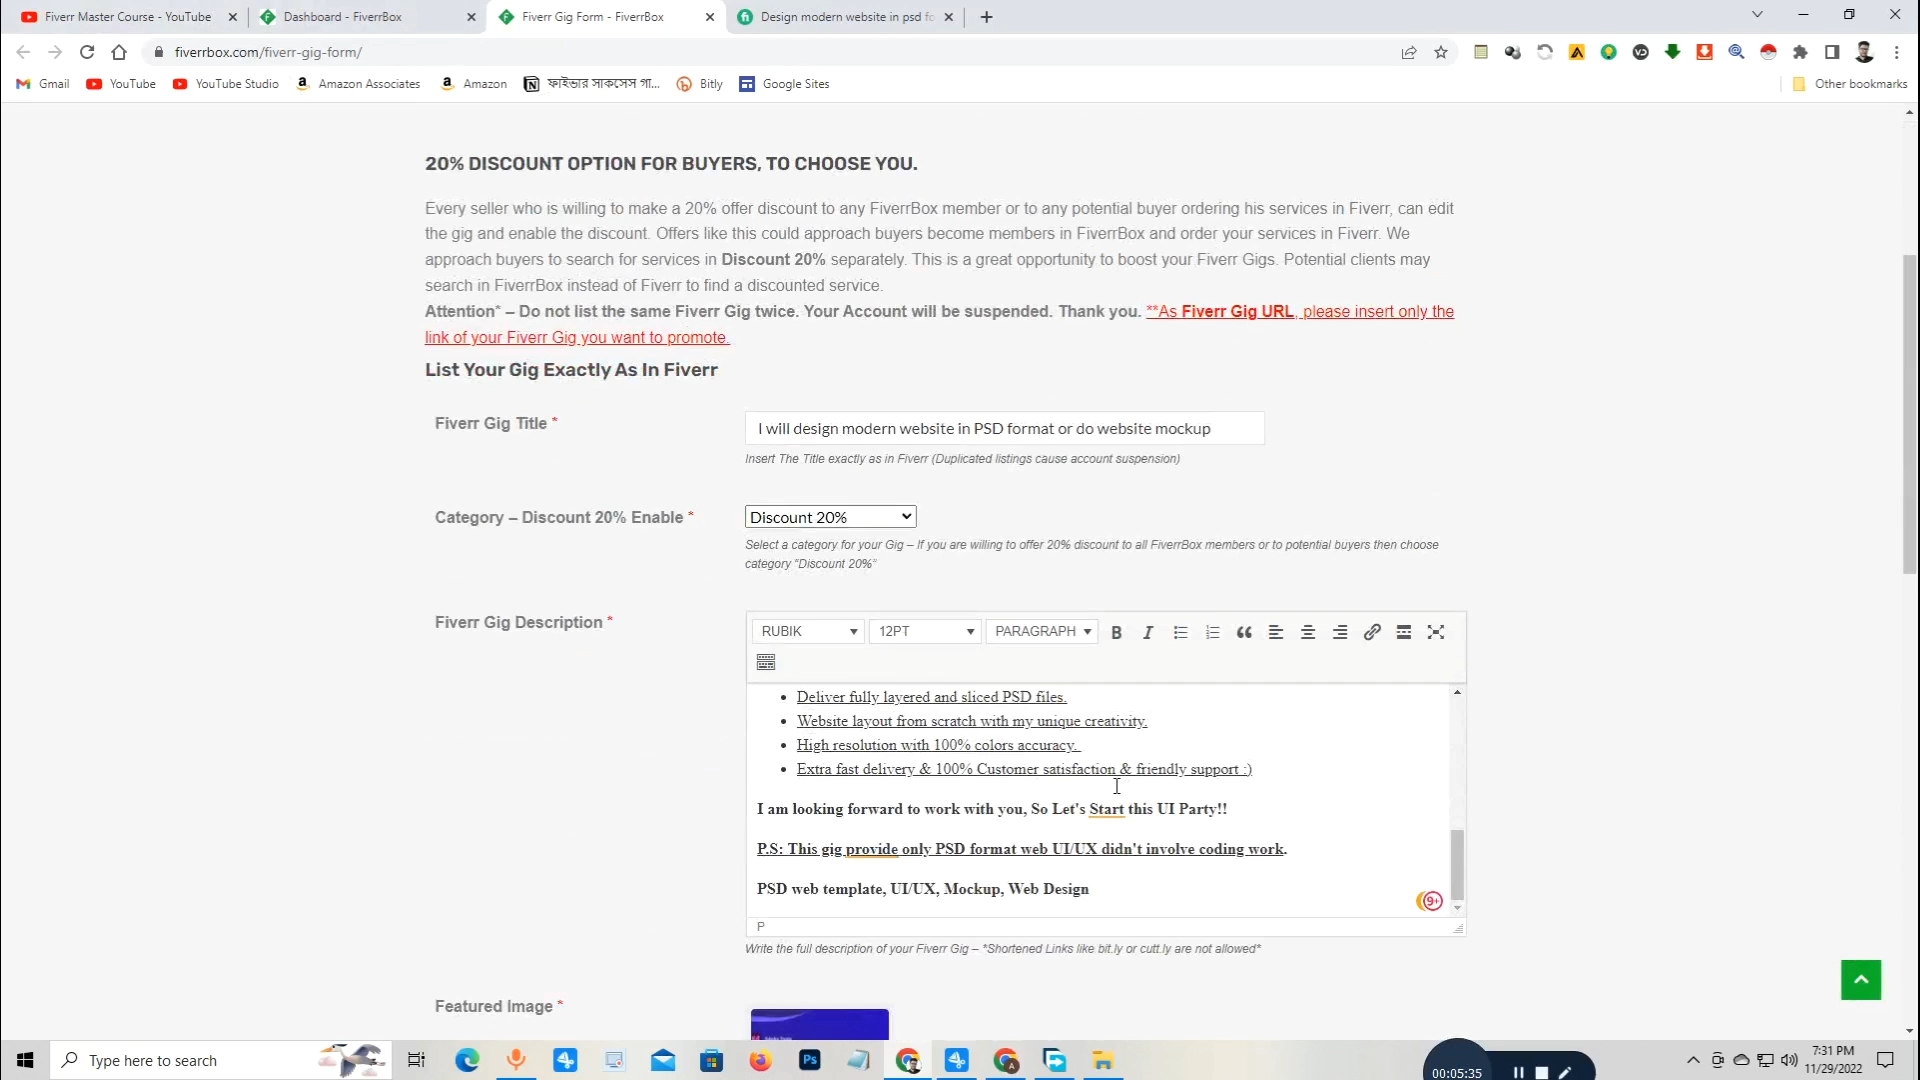 Fiverr Master Course - YouTube
Dashboard - FiverrBox
Fiverr Gig Form - FiverrBox
Design modern website in psd fo
fiverrbox.com/fiverr-gig-form/
Gmail YouTube YouTube Studio Amazon Associates Amazon ফাইভার সাকসেস গা... Bitly Google Sites Other bookmarks
20% DISCOUNT OPTION FOR BUYERS, TO CHOOSE YOU.
Every seller who is willing to make a 20% offer discount to any FiverrBox member or to any potential buyer ordering his services in Fiverr, can edit
the gig and enable the discount. Offers like this could approach buyers become members in FiverrBox and order your services in Fiverr. We
approach buyers to search for services in Discount 20% separately. This is a great opportunity to boost your Fiverr Gigs. Potential clients may
search in FiverrBox instead of Fiverr to find a discounted service.
Attention* – Do not list the same Fiverr Gig twice. Your Account will be suspended. Thank you. **As Fiverr Gig URL, please insert only the
link of your Fiverr Gig you want to promote.
List Your Gig Exactly As In Fiverr
Fiverr Gig Title *
I will design modern website in PSD format or do website mockup
Insert The Title exactly as in Fiverr (Duplicated listings cause account suspension)
Category – Discount 20% Enable *
Discount 20%
Select a category for your Gig – If you are willing to offer 20% discount to all FiverrBox members or to potential buyers then choose
category "Discount 20%"
Fiverr Gig Description *
RUBIK 12PT PARAGRAPH B I
Deliver fully layered and sliced PSD files.
Website layout from scratch with my unique creativity.
High resolution with 100% colors accuracy.
Extra fast delivery & 100% Customer satisfaction & friendly support :)
I am looking forward to work with you, So Let's Start this UI Party!!
P.S: This gig provide only PSD format web UI/UX didn't involve coding work.
PSD web template, UI/UX, Mockup, Web Design
9+
P
Write the full description of your Fiverr Gig – *Shortened Links like bit.ly or cutt.ly are not allowed*
Featured Image *
Type here to search
Ps
00:05:35
7:31 PM
11/29/2022